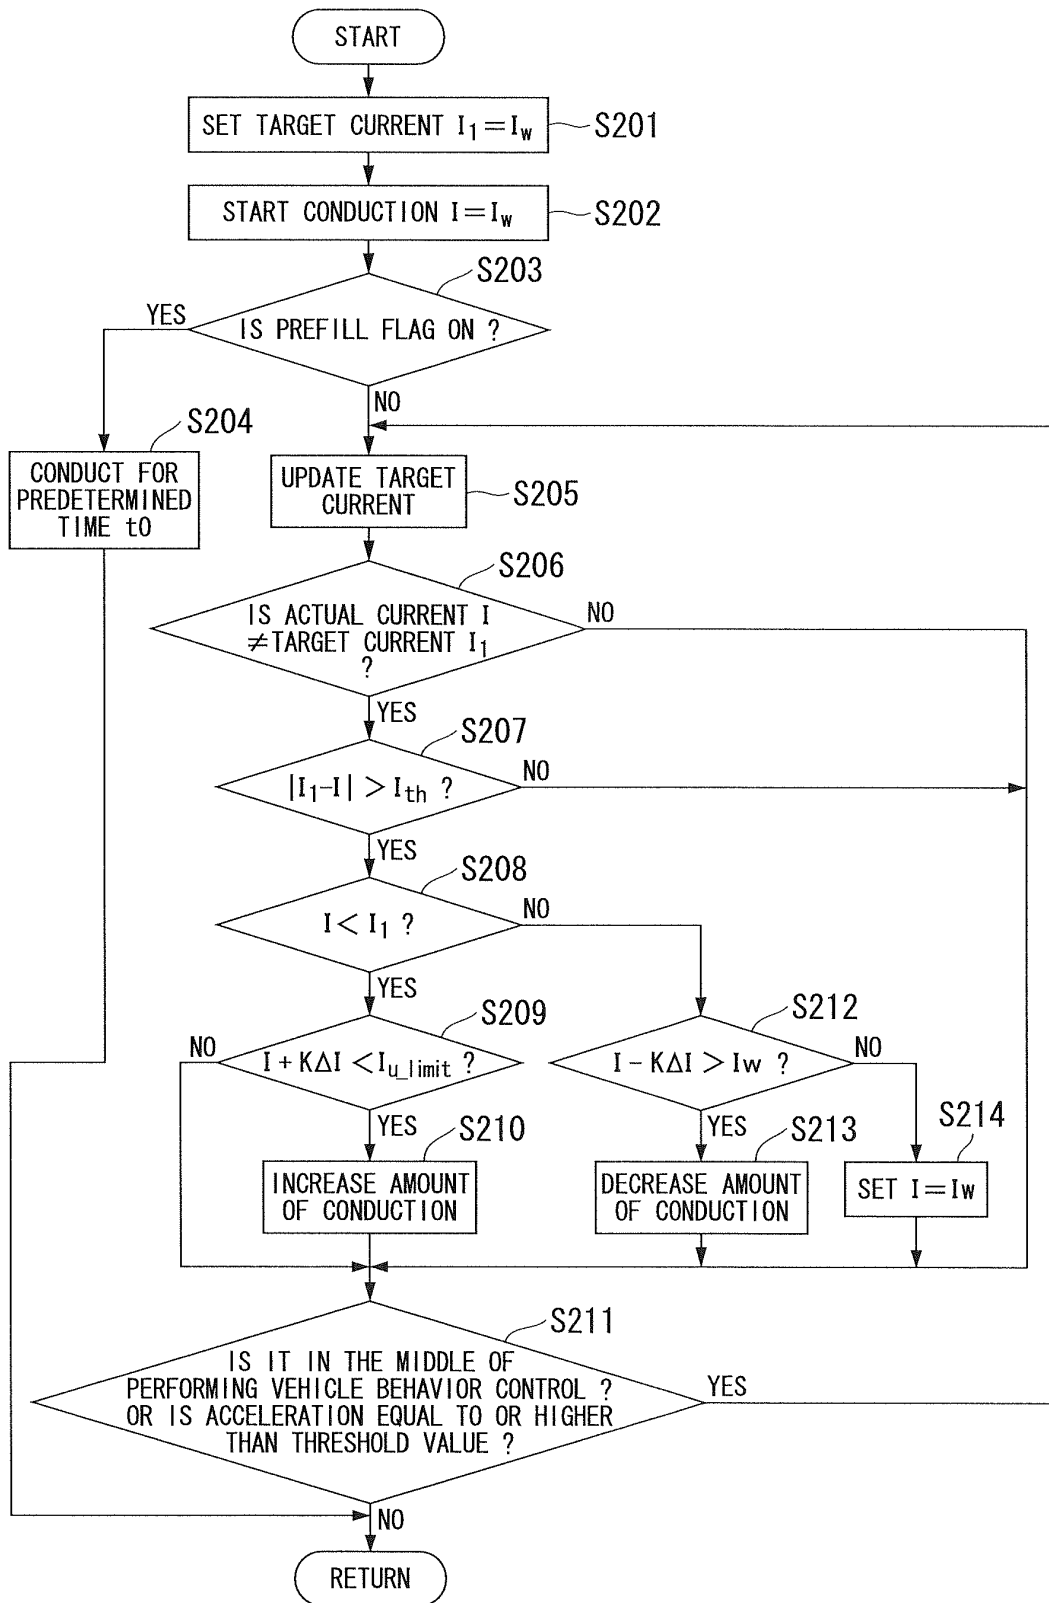 START
SET TARGET CURRENT I₁=Iw
S201
START CONDUCTION I=Iw
S202
S203
YES
IS PREFILL FLAG ON ?
NO
S204
CONDUCT FOR
PREDETERMINED
TIME t0
UPDATE TARGET
CURRENT
S205
S206
IS ACTUAL CURRENT I
≠TARGET CURRENT I₁
?
NO
YES
S207
|I₁-I| > Ith ?
NO
YES
S208
I < I₁ ?
NO
YES
S209
NO
I + KΔI < Iu_limit ?
YES
S212
I - KΔI > Iw ?
NO
YES
S210
INCREASE AMOUNT
OF CONDUCTION
S213
DECREASE AMOUNT
OF CONDUCTION
S214
SET I=Iw
S211
IS IT IN THE MIDDLE OF
PERFORMING VEHICLE BEHAVIOR CONTROL ?
OR IS ACCELERATION EQUAL TO OR HIGHER
THAN THRESHOLD VALUE ?
YES
NO
RETURN